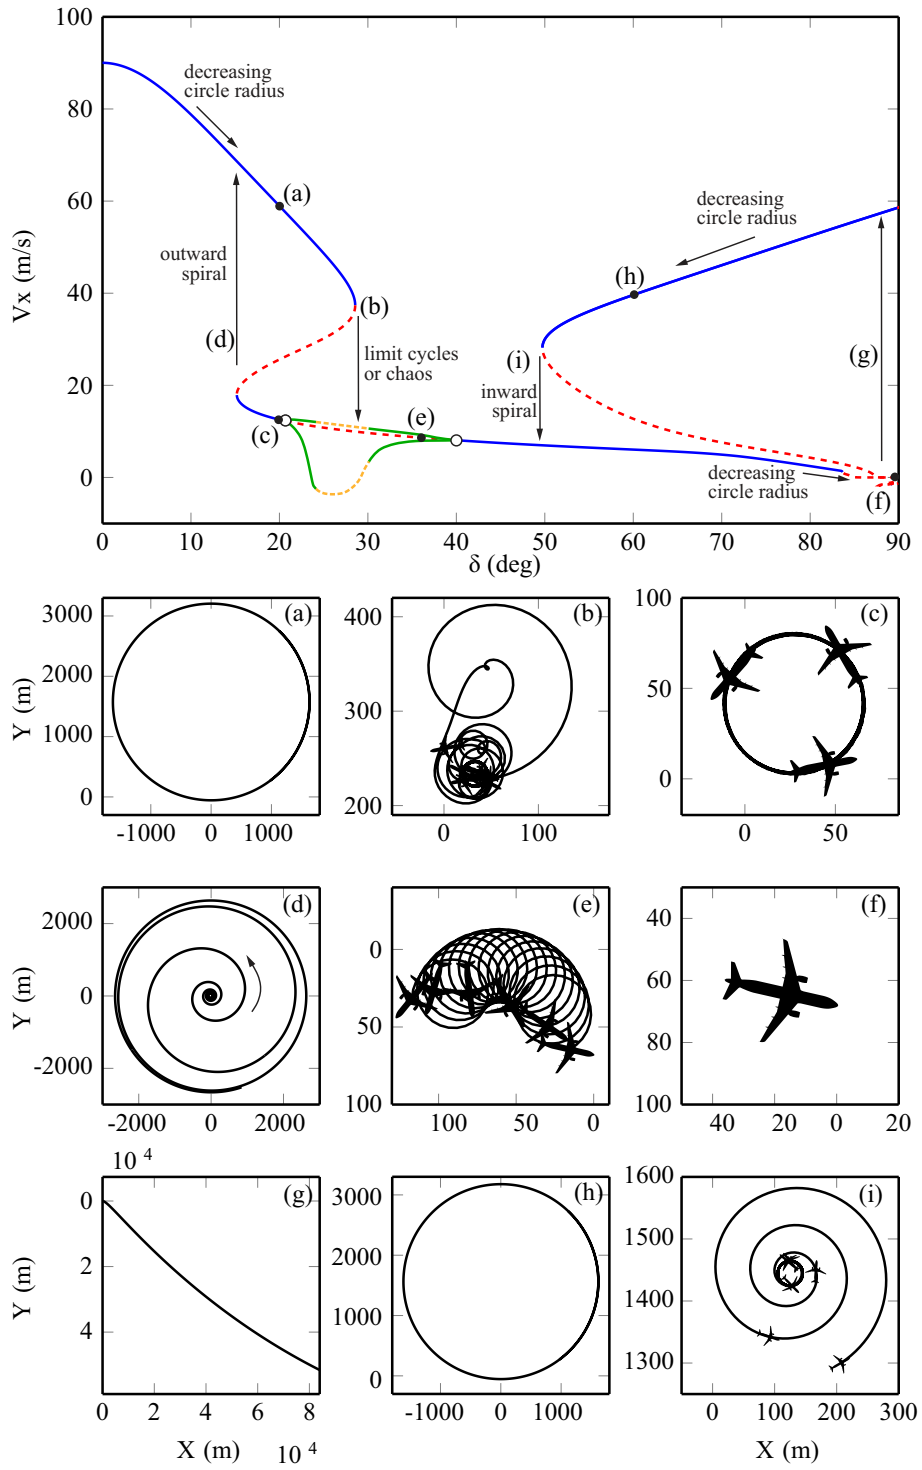 100
80
60
40
20
0
Vx (m/s)
decreasing
circle radius
(a)
outward
spiral
(d)
(b)
limit cycles
or chaos
(c)
(e)
decreasing
circle radius
(h)
(i)
inward
spiral
(g)
decreasing
circle radius
(f)
0 10 20 30 40 50 60 70 80 90
δ (deg)
(a)
3000
2000
1000
0
Y (m)
-1000 0 1000
(b)
400
300
200
0 100
(c)
100
50
0
0 50
(d)
2000
0
-2000
Y (m)
-2000 0 2000
(e)
0
50
100
100 50 0
(f)
40
60
80
100
40 20 0 20
10 4
(g)
0
2
4
Y (m)
0 2 4 6 8
X (m) 10 4
(h)
3000
2000
1000
0
-1000 0 1000
(i)
1600
1500
1400
1300
0 100 200 300
X (m)